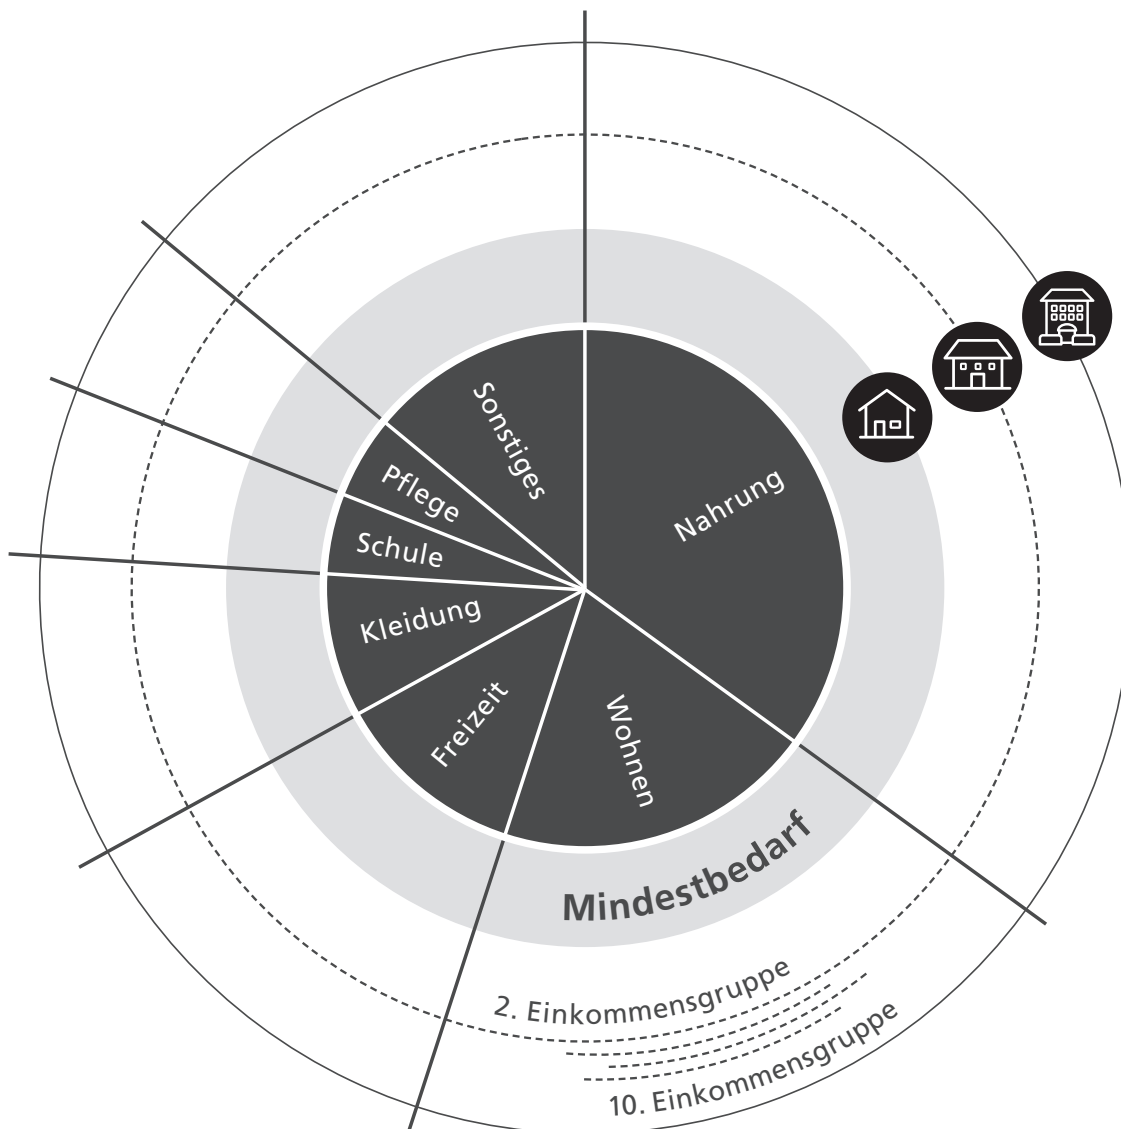 Sonstiges
Pflege
Schule
Kleidung
Freizeit
Wohnen
Nahrung
Mindestbedarf
2. Einkommensgruppe
10. Einkommensgruppe